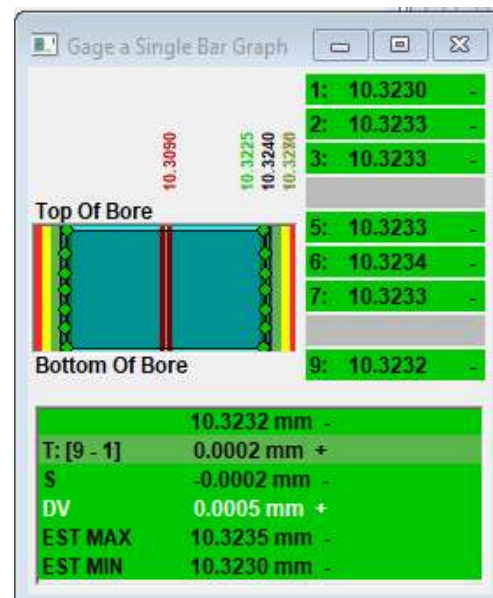 Gage a Single Bar Graph
10.3090
10.3225
10.3240
10.3280
1: 10.3230 -
2: 10.3233 -
3: 10.3233 -
Top Of Bore
5: 10.3233 -
6: 10.3234 -
7: 10.3233 -
Bottom Of Bore
9: 10.3232 -
10.3232 mm -
T: [9 - 1] 0.0002 mm +
S -0.0002 mm -
DV 0.0005 mm +
EST MAX 10.3235 mm -
EST MIN 10.3230 mm -